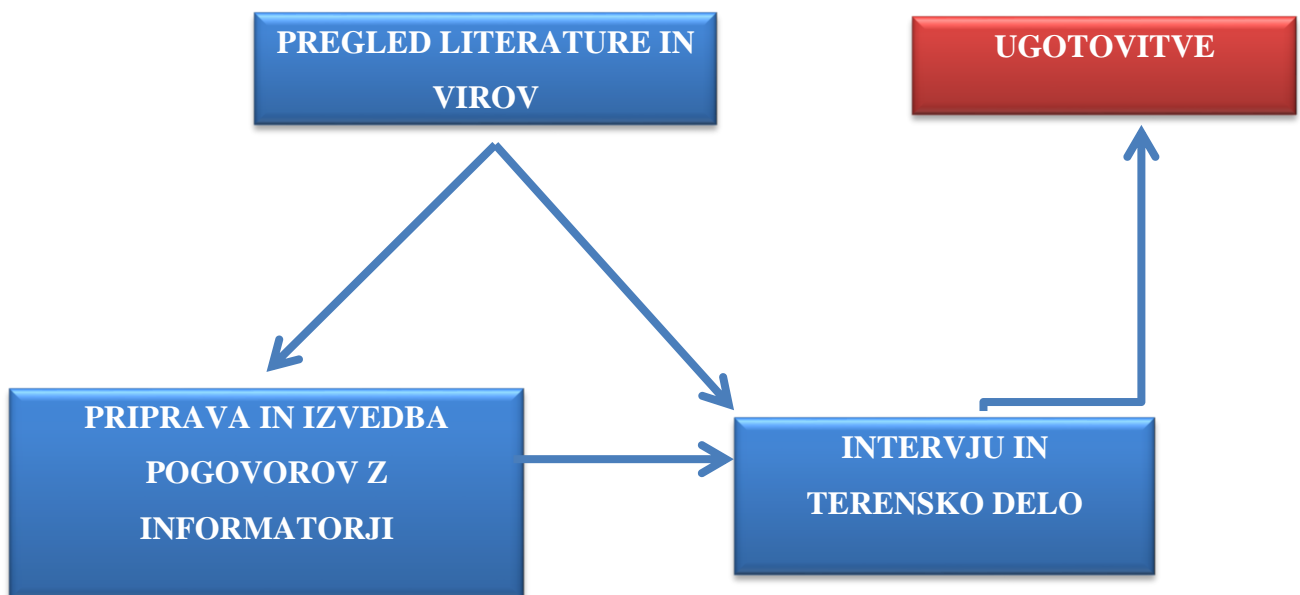 PREGLED LITERATURE IN
VIROV
UGOTOVITVE
PRIPRAVA IN IZVEDBA
POGOVOROV Z
INFORMATORJI
INTERVJU IN
TERENSKO DELO